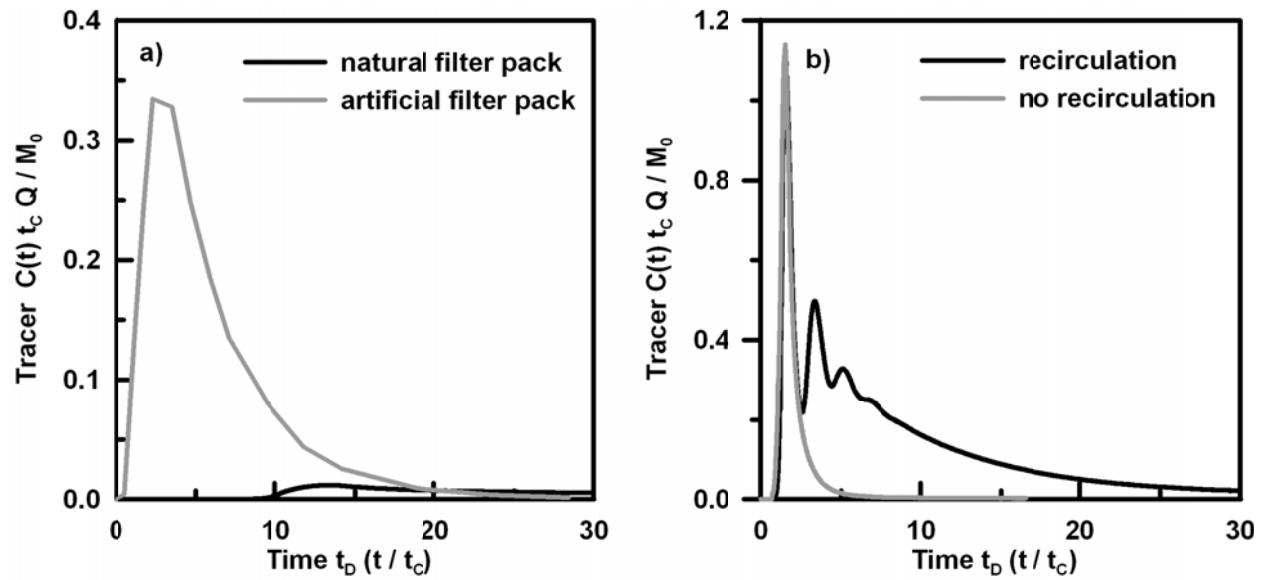 a)
natural filter pack
artificial filter pack
0.4
0.3
0.2
0.1
0.0
Tracer C(t) t_C Q / M_0
0
10
20
30
Time t_D (t / t_C)
b)
recirculation
no recirculation
1.2
0.8
0.4
0.0
Tracer C(t) t_C Q / M_0
0
10
20
30
Time t_D (t / t_C)